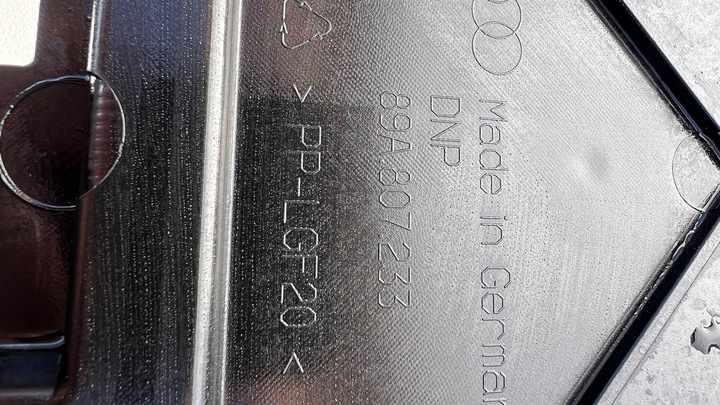 Made in German
DNP
89A.807.233
> PP-LGF20 <